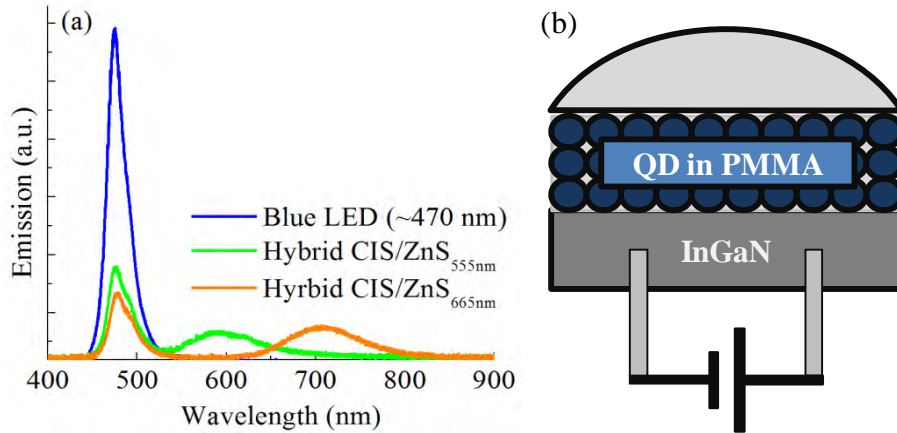 (a)
Emission (a.u.)
Blue LED (~470 nm)
Hybrid CIS/ZnS555nm
Hyrbid CIS/ZnS665nm
400 500 600 700 800 900
Wavelength (nm)
(b)
QD in PMMA
InGaN